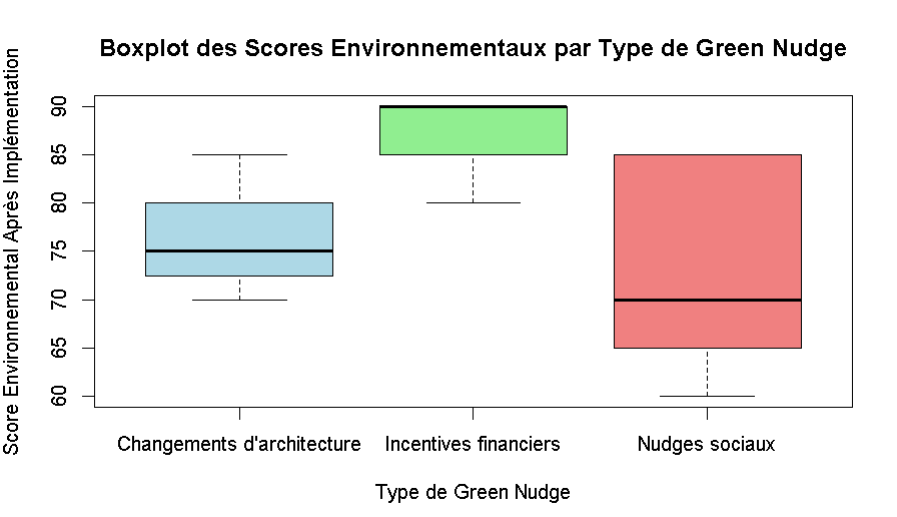 Boxplot des Scores Environnementaux par Type de Green Nudge
Score Environnemental Après Implémentation
90
85
80
75
70
65
60
Changements d'architecture
Incentives financiers
Nudges sociaux
Type de Green Nudge